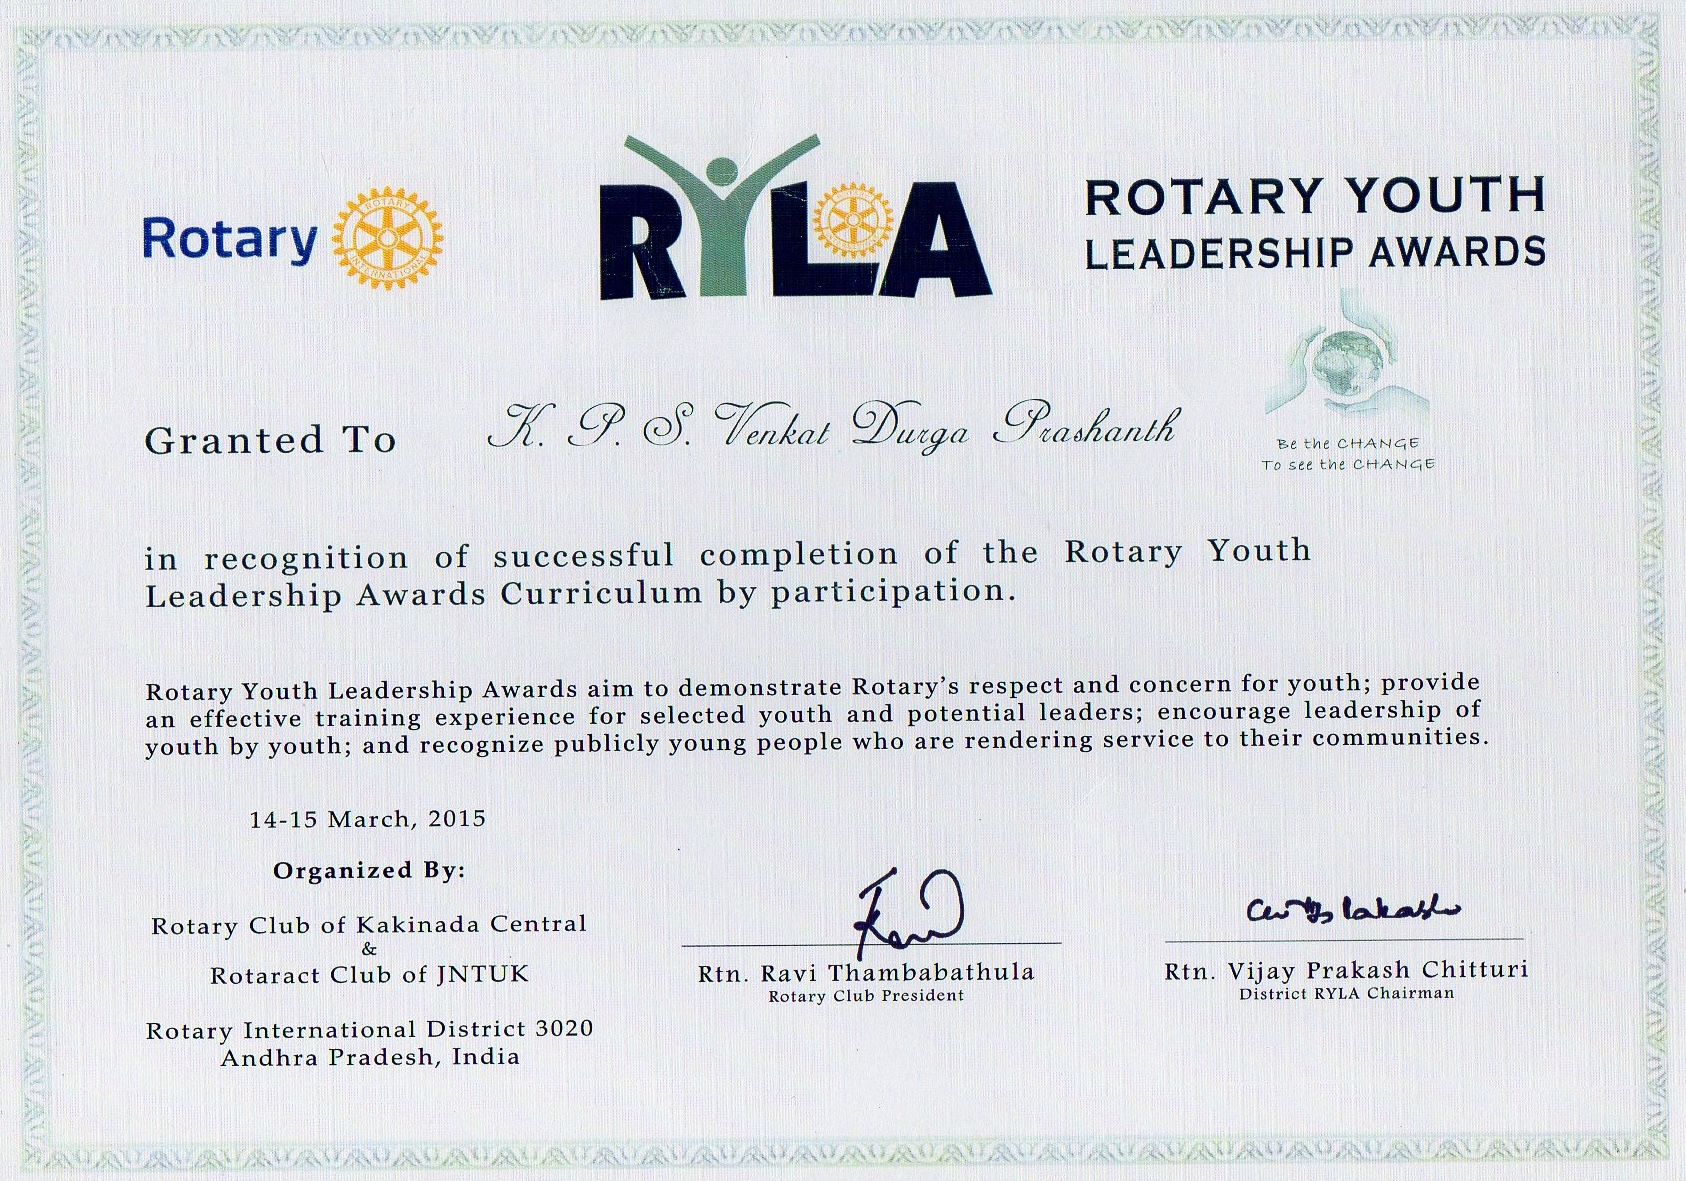 Rotary
ROTARY
INTERNATIONAL
RYLA
ROTARY YOUTH
LEADERSHIP AWARDS
Granted To
K. P. S. Venkat Durga Prashanth
Be the CHANGE
To see the CHANGE
in recognition of successful completion of the Rotary Youth
Leadership Awards Curriculum by participation.
Rotary Youth Leadership Awards aim to demonstrate Rotary's respect and concern for youth; provide
an effective training experience for selected youth and potential leaders; encourage leadership of
youth by youth; and recognize publicly young people who are rendering service to their communities.
14-15 March, 2015
Organized By:
Rotary Club of Kakinada Central
&
Rotaract Club of JNTUK
Rotary International District 3020
Andhra Pradesh, India
Rtn. Ravi Thambabathula
Rotary Club President
Rtn. Vijay Prakash Chitturi
District RYLA Chairman